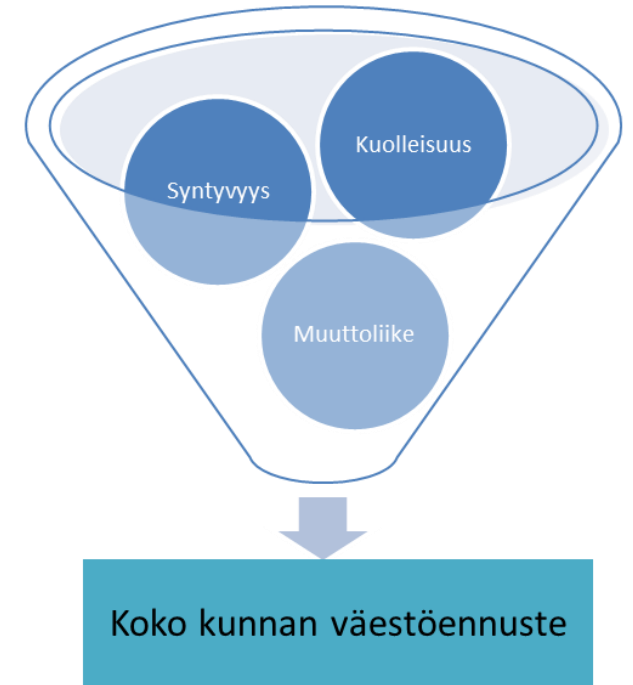 Kuolleisuus
Syntyvyys
Muuttoliike
Koko kunnan väestöennuste